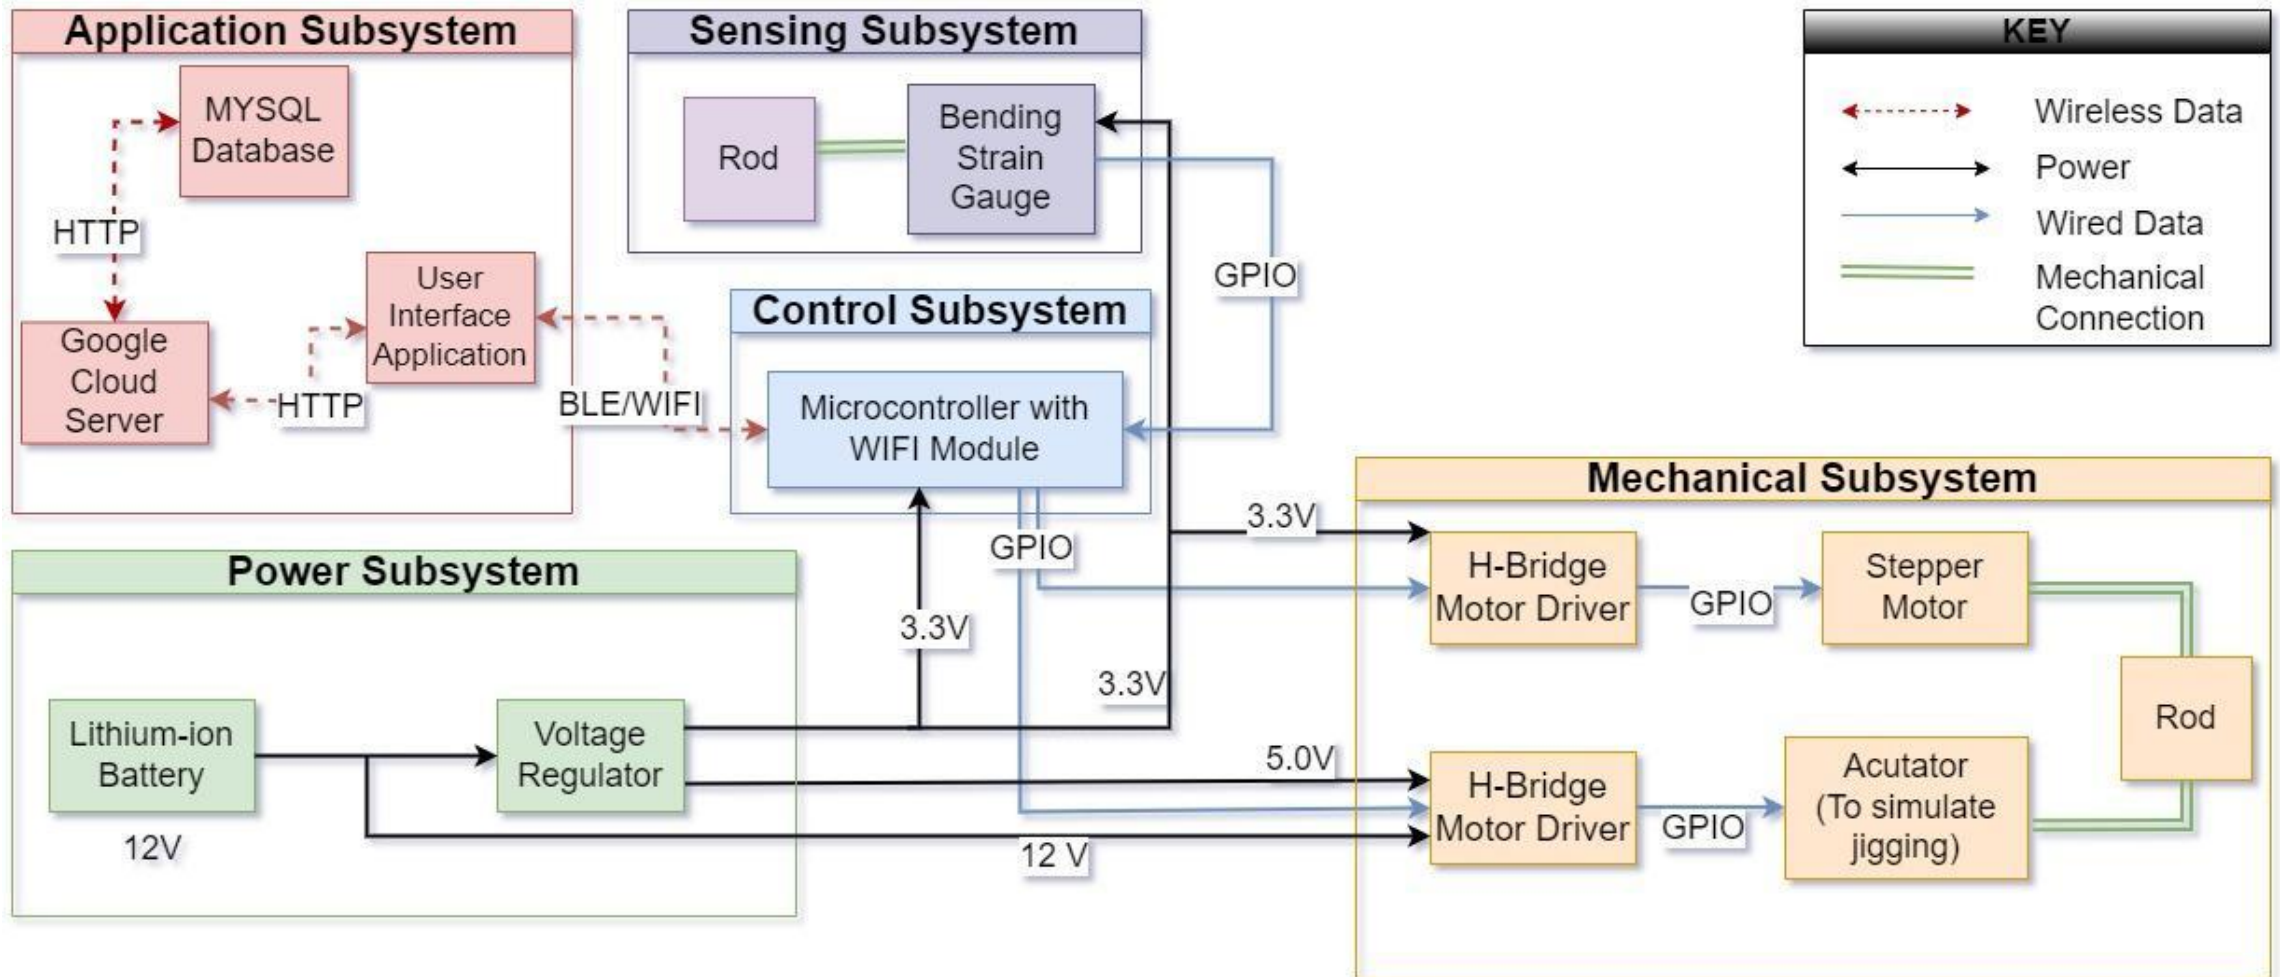 Application Subsystem
MYSQL
Database
HTTP
Google
Cloud
Server
HTTP
User
Interface
Application
BLE/WIFI
Sensing Subsystem
Rod
Bending
Strain
Gauge
GPIO
Control Subsystem
Microcontroller with
WIFI Module
GPIO
KEY
Wireless Data
Power
Wired Data
Mechanical
Connection
Power Subsystem
Lithium-ion
Battery
12V
Voltage
Regulator
3.3V
3.3V
3.3V
5.0V
12 V
Mechanical Subsystem
H-Bridge
Motor Driver
GPIO
Stepper
Motor
Rod
H-Bridge
Motor Driver
GPIO
Acutator
(To simulate
jigging)